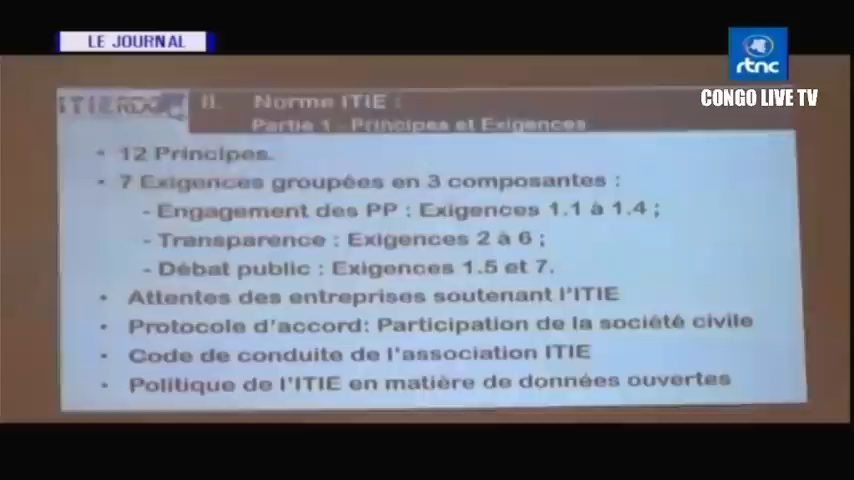 LE JOURNAL
rtnc
CONGO LIVE TV
ITIERDC
II. Norme ITIE :
Partie 1 - Principes et Exigences
• 12 Principes.
• 7 Exigences groupées en 3 composantes :
- Engagement des PP : Exigences 1.1 à 1.4 ;
- Transparence : Exigences 2 à 6 ;
- Débat public : Exigences 1.5 et 7.
• Attentes des entreprises soutenant l'ITIE
• Protocole d'accord: Participation de la société civile
• Code de conduite de l'association ITIE
• Politique de l'ITIE en matière de données ouvertes